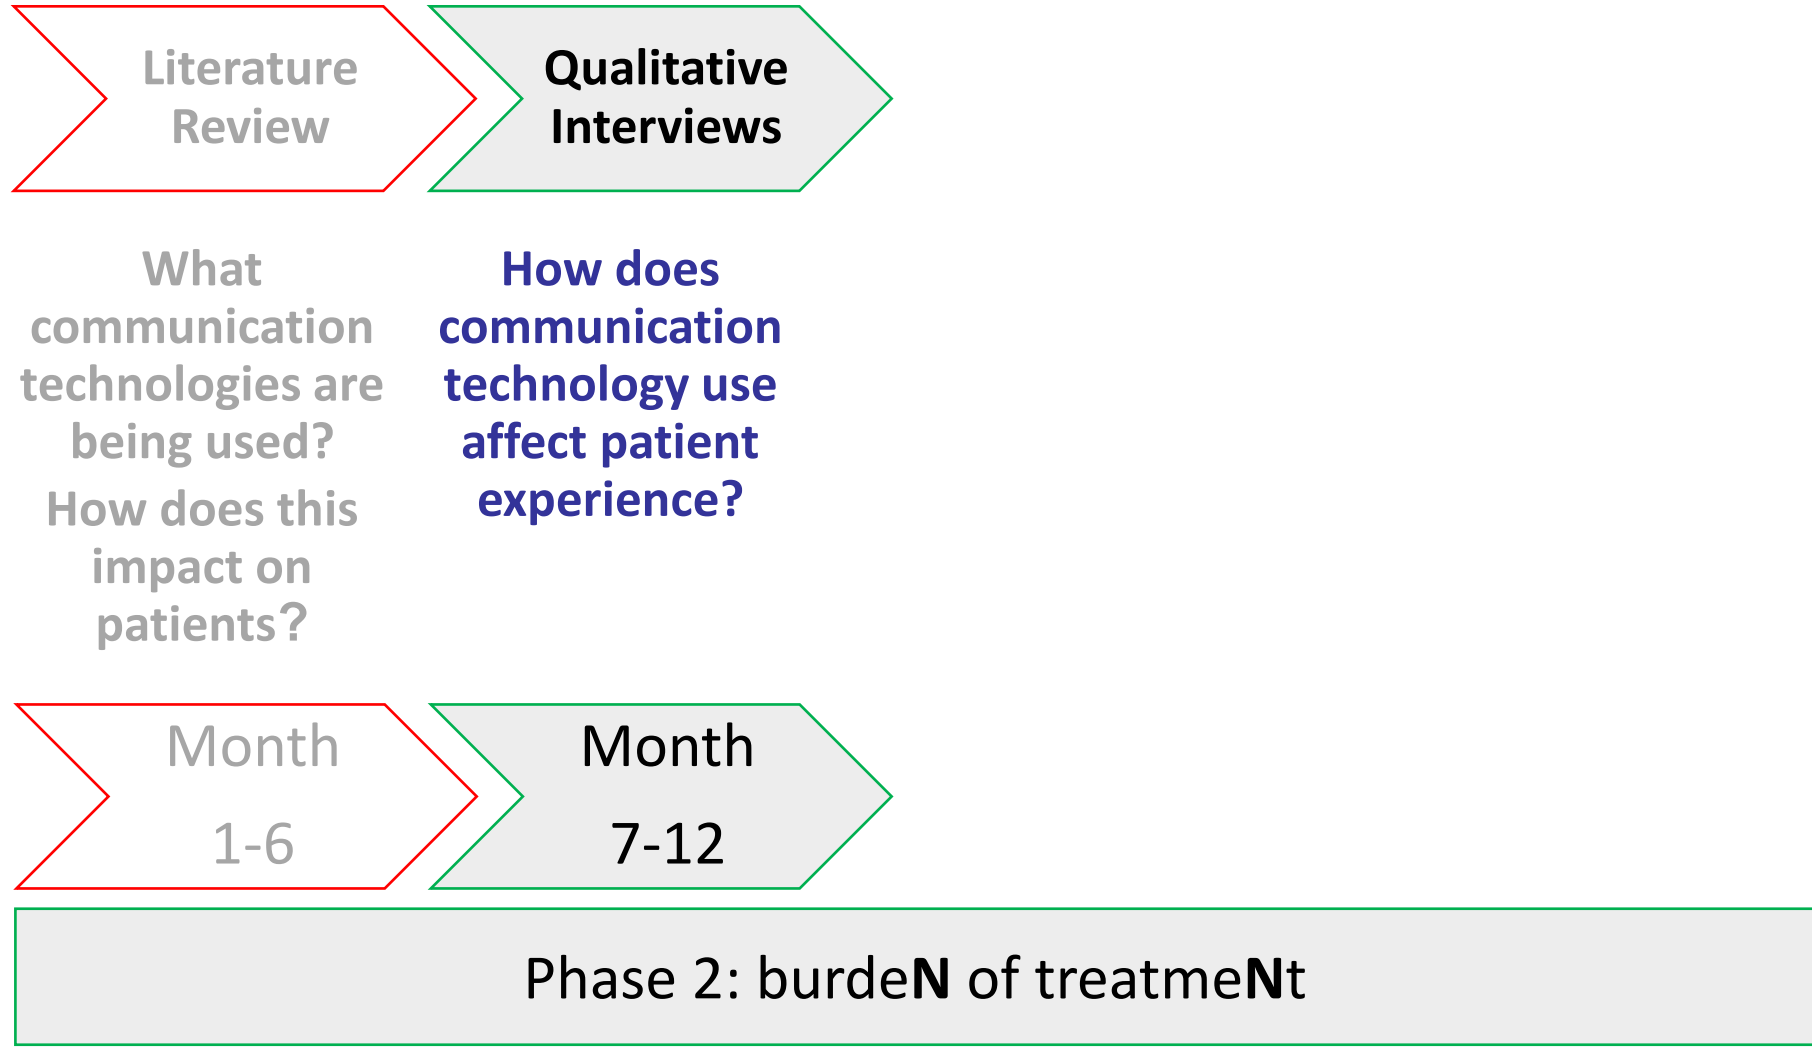 Literature
Review
Qualitative
Interviews
What
communication
technologies are
being used?
How does this
impact on
patients?
How does
communication
technology use
affect patient
experience?
Month
1-6
Month
7-12
Phase 2: burdeN of treatmeNt